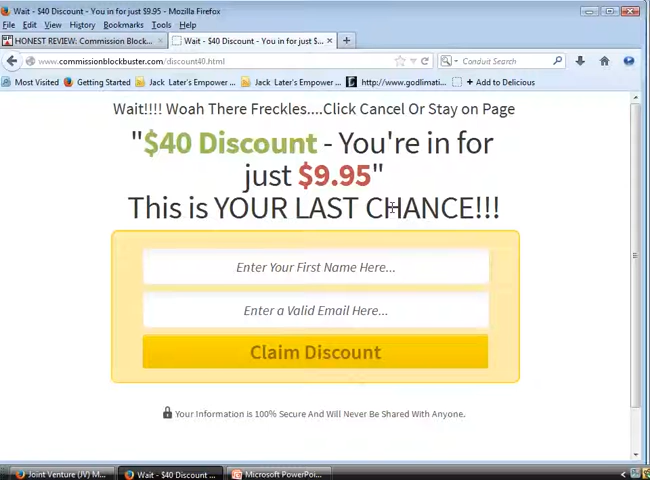 Wait - $40 Discount - You in for just $9.95 - Mozilla Firefox
File Edit View History Bookmarks Tools Help
HONEST REVIEW: Commission Block... × Wait - $40 Discount - You in for just $... × +
www.commissionblockbuster.com/discount40.html Conduit Search
Most Visited Getting Started Jack Later's Empower ... Jack Later's Empower ... http://www.godlimati... + Add to Delicious
Wait!!!! Woah There Freckles....Click Cancel Or Stay on Page
"$40 Discount - You're in for
just $9.95"
This is YOUR LAST CHANCE!!!
Enter Your First Name Here...
Enter a Valid Email Here...
Claim Discount
Your Information is 100% Secure And Will Never Be Shared With Anyone.
Joint Venture (JV) M... Wait - $40 Discount ... Microsoft PowerPoi...